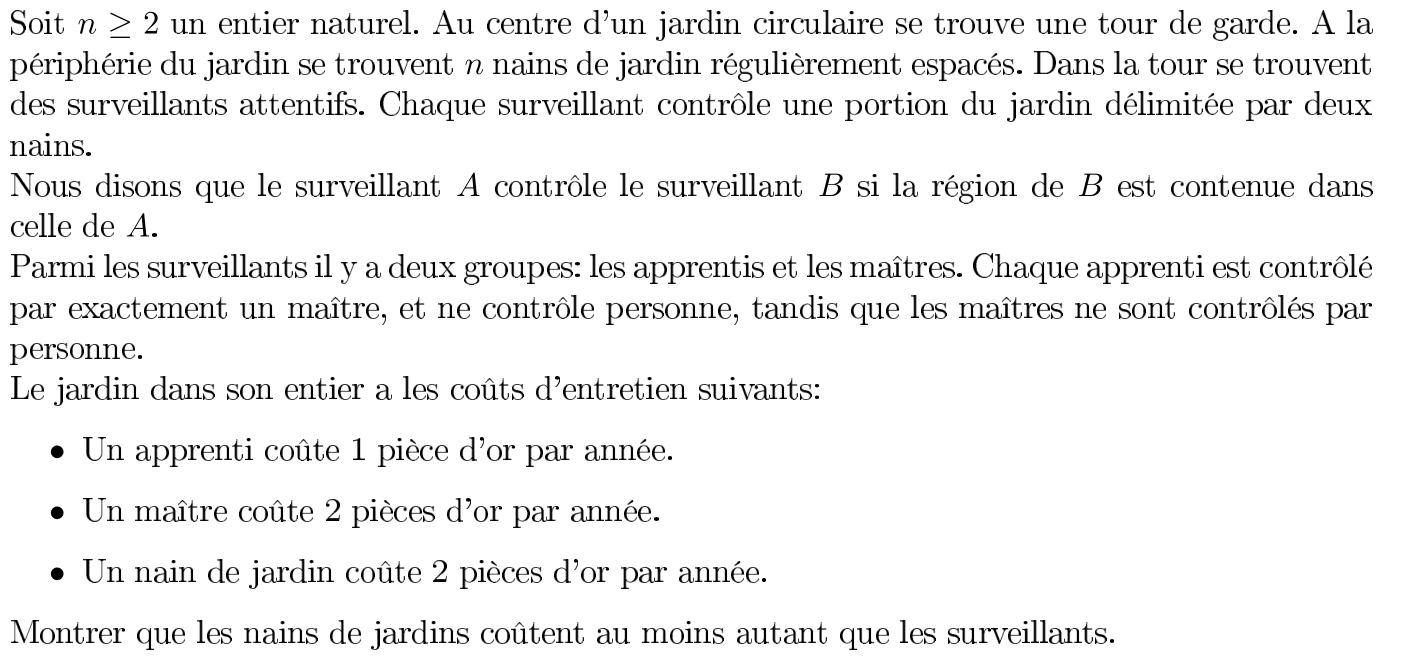 Soit n ≥ 2 un entier naturel. Au centre d'un jardin circulaire se trouve une tour de garde. A la
périphérie du jardin se trouvent n nains de jardin régulièrement espacés. Dans la tour se trouvent
des surveillants attentifs. Chaque surveillant contrôle une portion du jardin délimitée par deux
nains.
Nous disons que le surveillant A contrôle le surveillant B si la région de B est contenue dans
celle de A.
Parmi les surveillants il y a deux groupes: les apprentis et les maîtres. Chaque apprenti est contrôlé
par exactement un maître, et ne contrôle personne, tandis que les maîtres ne sont contrôlés par
personne.
Le jardin dans son entier a les coûts d'entretien suivants:
• Un apprenti coûte 1 pièce d'or par année.
• Un maître coûte 2 pièces d'or par année.
• Un nain de jardin coûte 2 pièces d'or par année.
Montrer que les nains de jardins coûtent au moins autant que les surveillants.